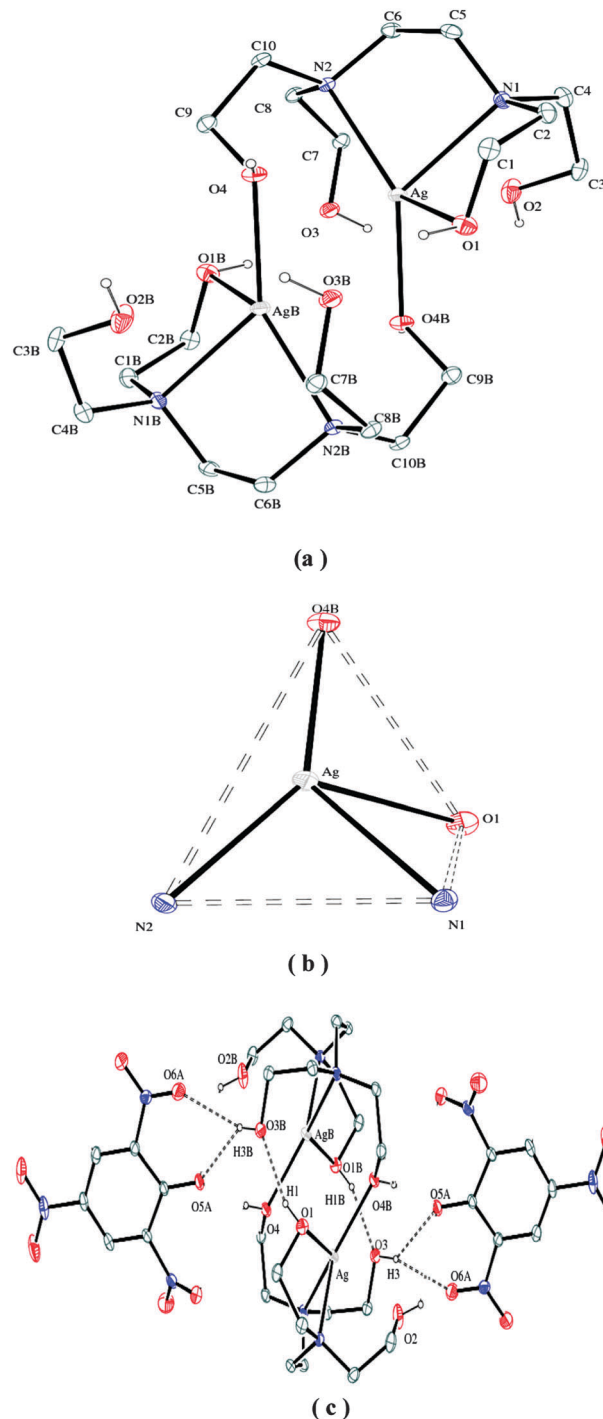 C6 C5
C10
N2
C9 C8 N1 C4
C2
C7 C1
O4 Ag O2 C3
O3 O1
O1B O3B
O2B AgB O4B
C3B C2B
C1B C7B C9B
N1B C8B
C4B N2B
C5B C10B
C6B
(a )
O4B
Ag
O1
N2 N1
( b )
O2B
O6A
O3B AgB
H3B O1B
O5A H1 H1B O4B O5A
O4 O1 O3
Ag H3 O6A
O2
( c )